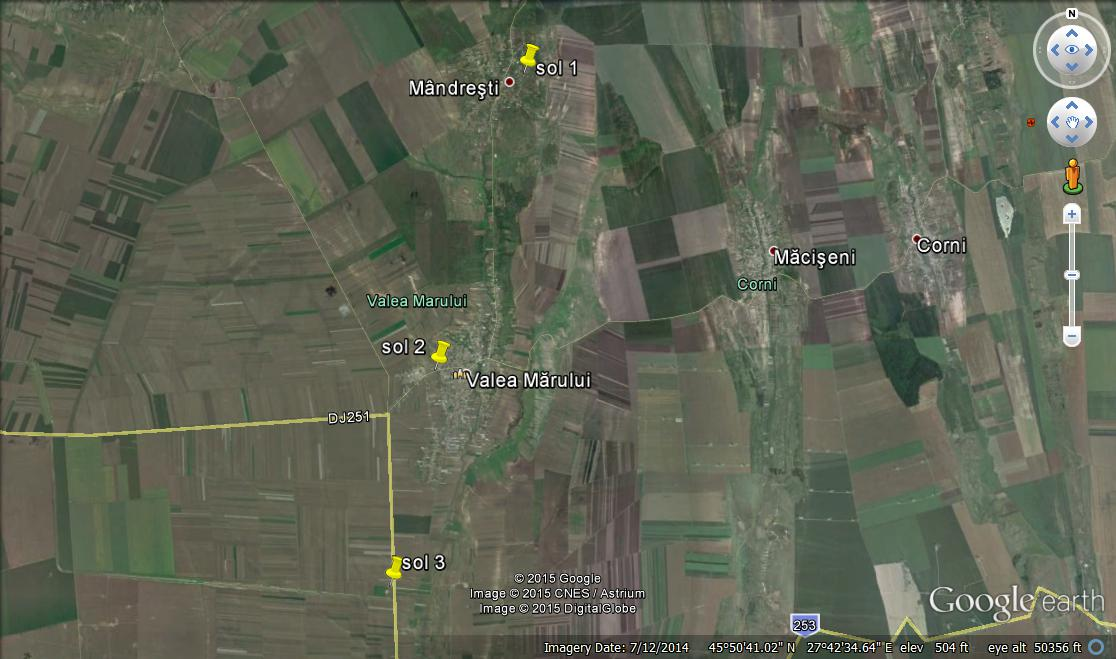 N
sol 1
Mândreşti
Măcişeni
Corni
Corni
Valea Marului
sol 2
Valea Mărului
DJ251
sol 3
© 2015 Google
Image © 2015 CNES / Astrium
Image © 2015 DigitalGlobe
Google earth
253
Imagery Date: 7/12/2014 45°50'41.02" N 27°42'34.64" E elev 504 ft eye alt 50356 ft